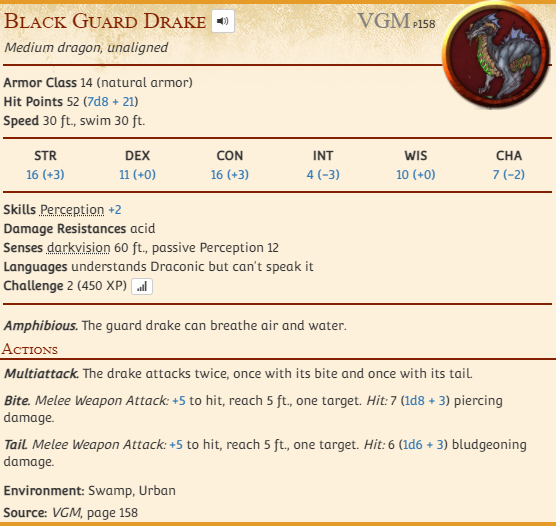 Black Guard Drake
VGM P158
Medium dragon, unaligned
Armor Class 14 (natural armor)
Hit Points 52 (7d8 + 21)
Speed 30 ft., swim 30 ft.
STR DEX CON INT WIS CHA
16 (+3) 11 (+0) 16 (+3) 4 (−3) 10 (+0) 7 (−2)
Skills Perception +2
Damage Resistances acid
Senses darkvision 60 ft., passive Perception 12
Languages understands Draconic but can't speak it
Challenge 2 (450 XP)
Amphibious. The guard drake can breathe air and water.
Actions
Multiattack. The drake attacks twice, once with its bite and once with its tail.
Bite. Melee Weapon Attack: +5 to hit, reach 5 ft., one target. Hit: 7 (1d8 + 3) piercing
damage.
Tail. Melee Weapon Attack: +5 to hit, reach 5 ft., one target. Hit: 6 (1d6 + 3) bludgeoning
damage.
Environment: Swamp, Urban
Source: VGM, page 158